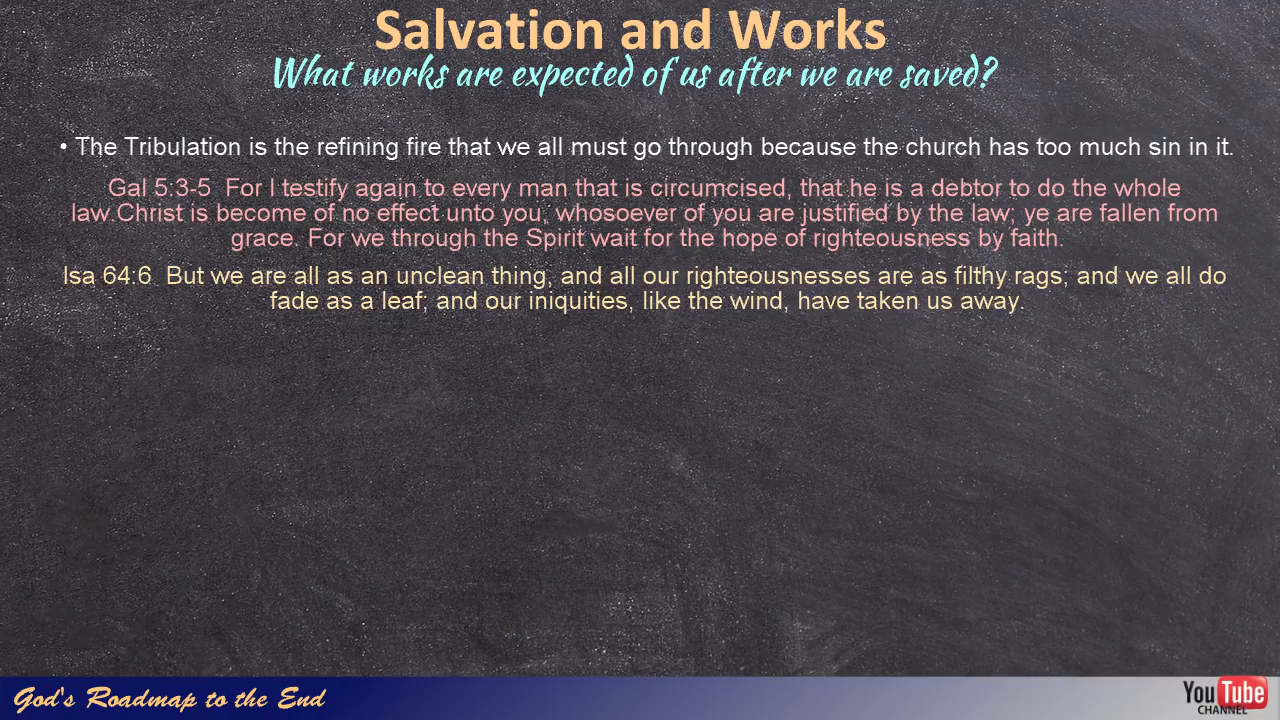 Salvation and Works
What works are expected of us after we are saved?
• The Tribulation is the refining fire that we all must go through because the church has too much sin in it.
Gal 5:3-5  For I testify again to every man that is circumcised, that he is a debtor to do the whole
law.Christ is become of no effect unto you, whosoever of you are justified by the law; ye are fallen from
grace. For we through the Spirit wait for the hope of righteousness by faith.
Isa 64:6  But we are all as an unclean thing, and all our righteousnesses are as filthy rags; and we all do
fade as a leaf; and our iniquities, like the wind, have taken us away.
God's Roadmap to the End
YouTube
CHANNEL